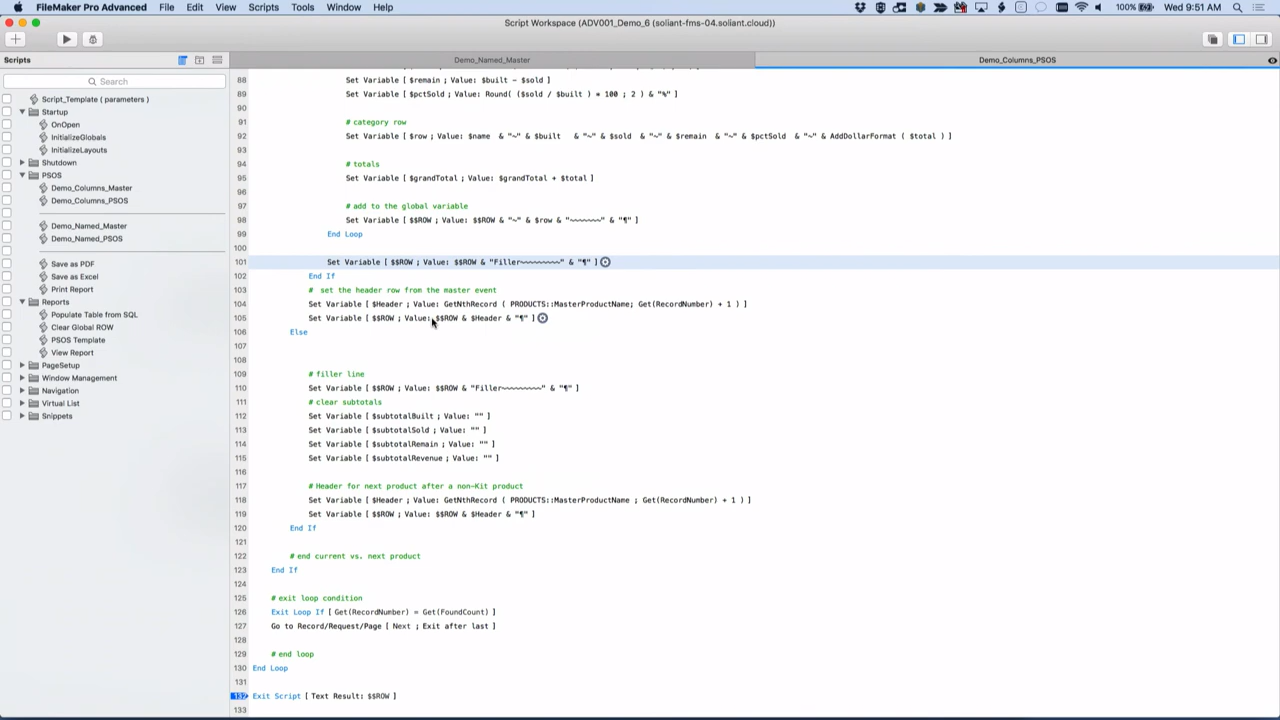 FileMaker Pro Advanced File Edit View Scripts Tools Window Help 100% Wed 9:51 AM
Script Workspace (ADV001_Demo_6 (soliant-fms-04.soliant.cloud))
Scripts
Demo_Named_Master
Demo_Columns_PSOS
Search
Script_Template ( parameters )
Startup
OnOpen
InitializeGlobals
InitializeLayouts
Shutdown
PSOS
Demo_Columns_Master
Demo_Columns_PSOS
Demo_Named_Master
Demo_Named_PSOS
Save as PDF
Save as Excel
Print Report
Reports
Populate Table from SQL
Clear Global ROW
PSOS Template
View Report
PageSetup
Window Management
Navigation
Virtual List
Snippets
88 Set Variable [ $remain ; Value: $built - $sold ]
89 Set Variable [ $pctSold ; Value: Round( ($sold / $built ) * 100 ; 2 ) & "%" ]
90
91 # category row
92 Set Variable [ $row ; Value: $name & "~" & $built & "~" & $sold & "~" & $remain & "~" & $pctSold & "~" & AddDollarFormat ( $total ) ]
93
94 # totals
95 Set Variable [ $grandTotal ; Value: $grandTotal + $total ]
96
97 # add to the global variable
98 Set Variable [ $$ROW ; Value: $$ROW & "~" & $row & "~~~~~~~" & "¶" ]
99 End Loop
100
101 Set Variable [ $$ROW ; Value: $$ROW & "Filler~~~~~~~~~" & "¶" ]
102 End If
103 # set the header row from the master event
104 Set Variable [ $Header ; Value: GetNthRecord ( PRODUCTS::MasterProductName; Get(RecordNumber) + 1 ) ]
105 Set Variable [ $$ROW ; Value: $$ROW & $Header & "¶" ]
106 Else
107
108
109 # filler line
110 Set Variable [ $$ROW ; Value: $$ROW & "Filler~~~~~~~~~" & "¶" ]
111 # clear subtotals
112 Set Variable [ $subtotalBuilt ; Value: "" ]
113 Set Variable [ $subtotalSold ; Value: "" ]
114 Set Variable [ $subtotalRemain ; Value: "" ]
115 Set Variable [ $subtotalRevenue ; Value: "" ]
116
117 # Header for next product after a non-Kit product
118 Set Variable [ $Header ; Value: GetNthRecord ( PRODUCTS::MasterProductName ; Get(RecordNumber) + 1 ) ]
119 Set Variable [ $$ROW ; Value: $$ROW & $Header & "¶" ]
120 End If
121
122 # end current vs. next product
123 End If
124
125 # exit loop condition
126 Exit Loop If [ Get(RecordNumber) = Get(FoundCount) ]
127 Go to Record/Request/Page [ Next ; Exit after last ]
128
129 # end loop
130 End Loop
131
132 Exit Script [ Text Result: $$ROW ]
133